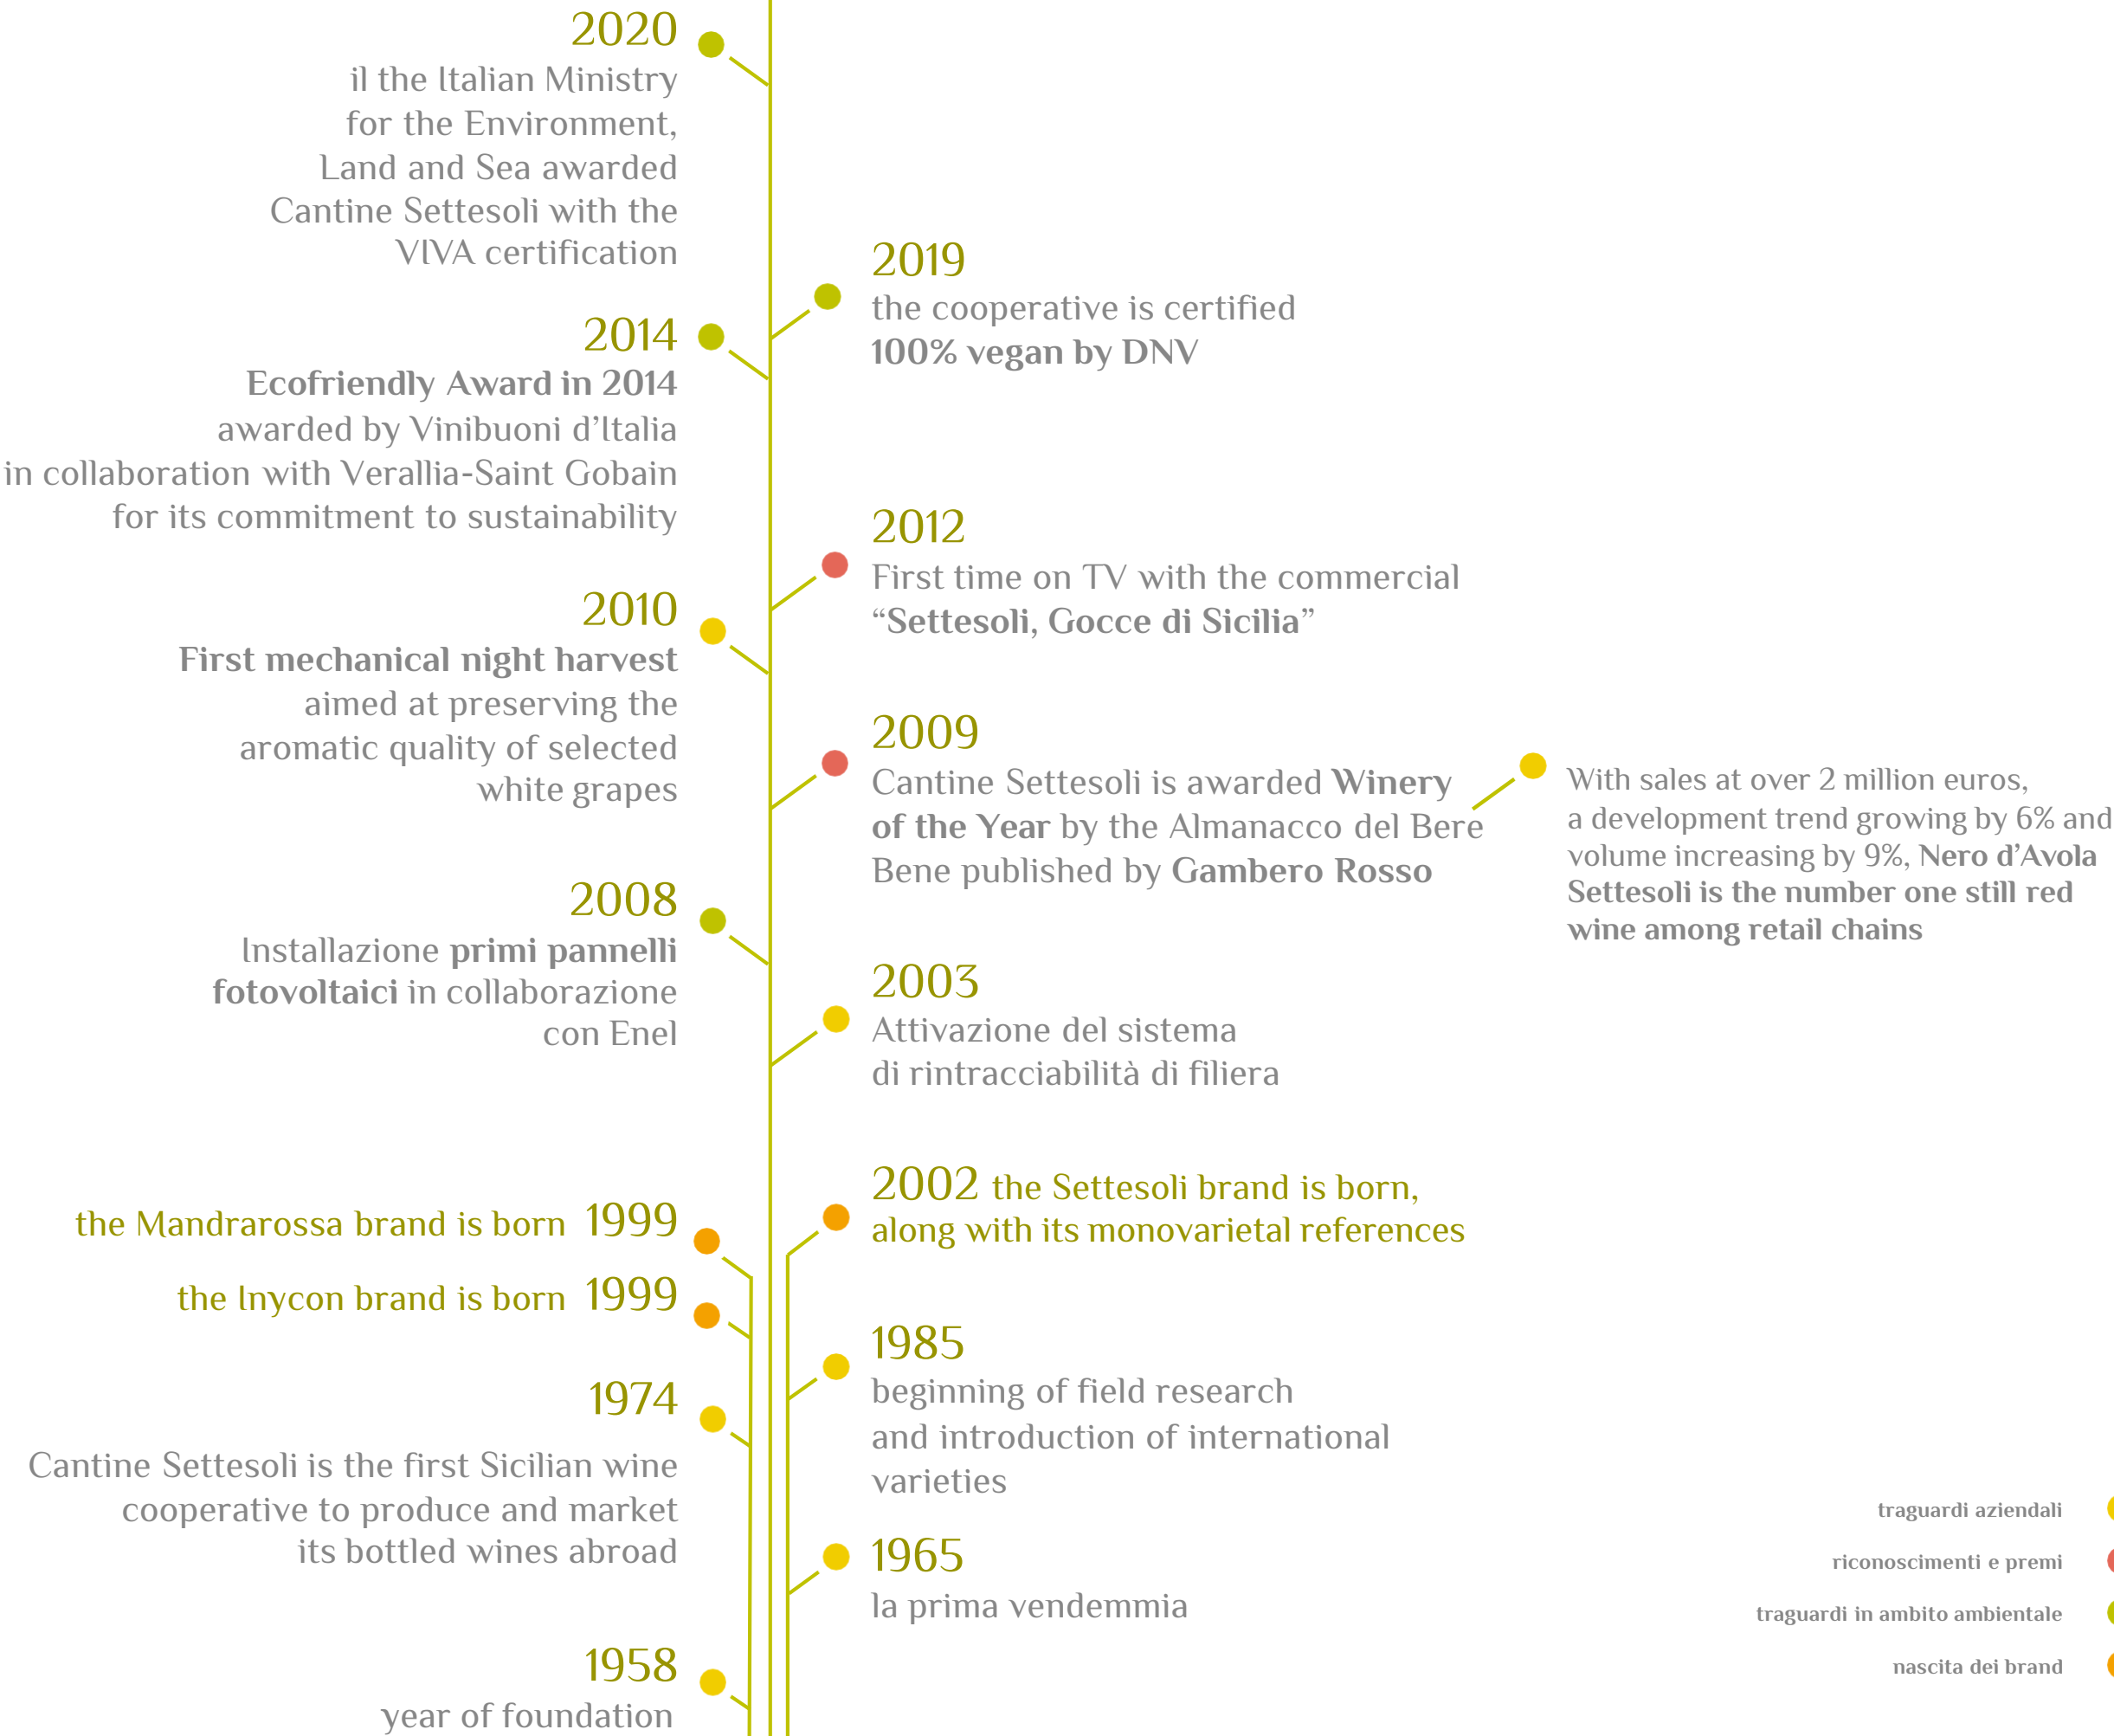 2020
il the Italian Ministry
for the Environment,
Land and Sea awarded
Cantine Settesoli with the
VIVA certification
2019
the cooperative is certified
100% vegan by DNV
2014
Ecofriendly Award in 2014
awarded by Vinibuoni d’Italia
in collaboration with Verallia-Saint Gobain
for its commitment to sustainability
2012
First time on TV with the commercial
“Settesoli, Gocce di Sicilia”
2010
First mechanical night harvest
aimed at preserving the
aromatic quality of selected
white grapes
2009
Cantine Settesoli is awarded Winery
of the Year by the Almanacco del Bere
Bene published by Gambero Rosso
With sales at over 2 million euros,
a development trend growing by 6% and
volume increasing by 9%, Nero d’Avola
Settesoli is the number one still red
wine among retail chains
2008
Installazione primi pannelli
fotovoltaici in collaborazione
con Enel
2003
Attivazione del sistema
di rintracciabilità di filiera
2002 the Settesoli brand is born,
along with its monovarietal references
the Mandrarossa brand is born 1999
the Inycon brand is born 1999
1985
beginning of field research
and introduction of international
varieties
1974
Cantine Settesoli is the first Sicilian wine
cooperative to produce and market
its bottled wines abroad
1965
la prima vendemmia
1958
year of foundation
traguardi aziendali
riconoscimenti e premi
traguardi in ambito ambientale
nascita dei brand